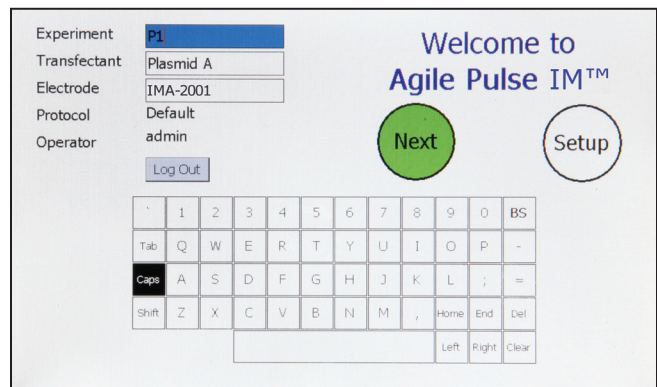 Experiment P1
Transfectant Plasmid A
Electrode IMA-2001
Protocol Default
Operator admin
Log Out
Welcome to
Agile Pulse IM™
Next
Setup
` 1 2 3 4 5 6 7 8 9 0 BS
Tab Q W E R T Y U I O P -
Caps A S D F G H J K L ; =
Shift Z X C V B N M , Home End Del
Left Right Clear